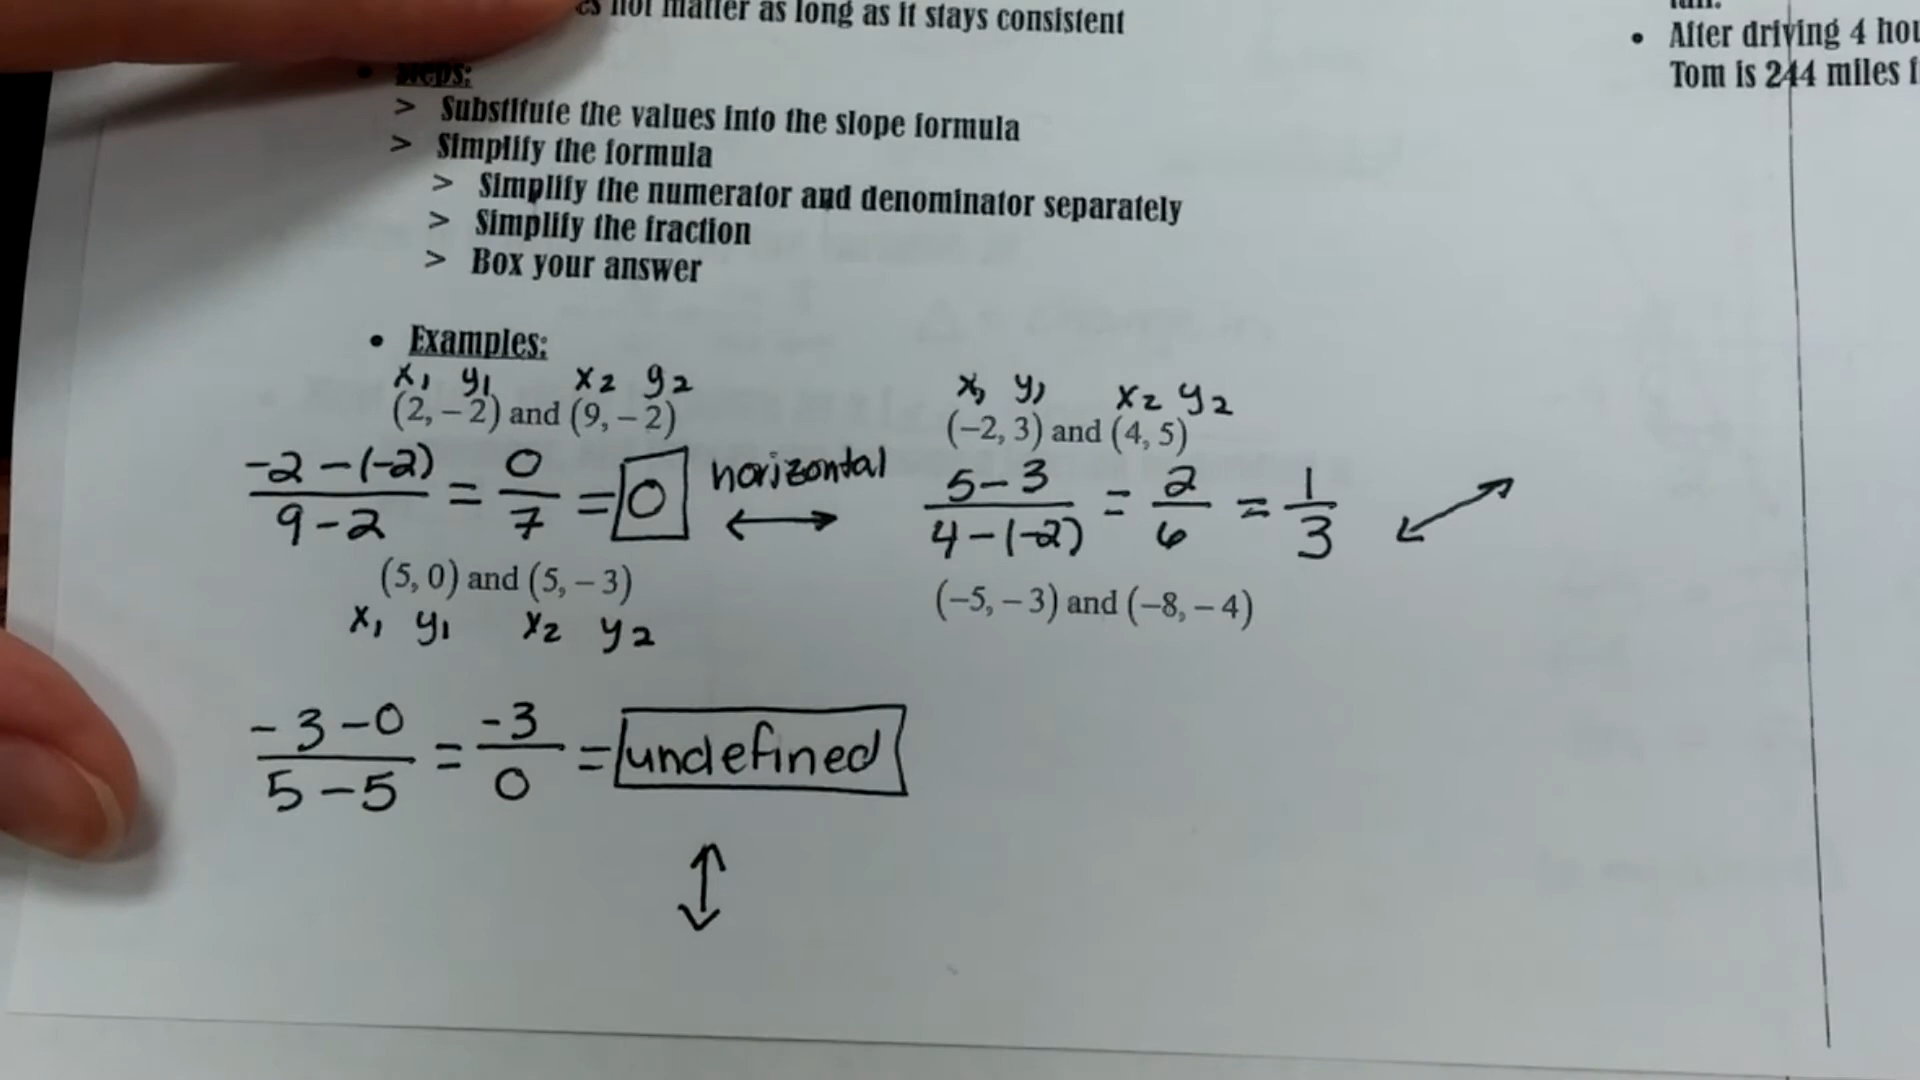 not matter as long as it stays consistent
Steps:
> Substitute the values into the slope formula
> Simplify the formula
> Simplify the numerator and denominator separately
> Simplify the fraction
> Box your answer
• Examples:
x₁ y₁ x₂ y₂
(2, – 2) and (9, – 2)
-2 - (-2) / 9 - 2 = 0/7 = 0 horizontal
(5, 0) and (5, – 3)
x₁ y₁ x₂ y₂
-3 - 0 / 5 - 5 = -3/0 = undefined
x₁ y₁ x₂ y₂
(–2, 3) and (4, 5)
5 - 3 / 4 - (-2) = 2/6 = 1/3
(–5, – 3) and (–8, – 4)
• After driving 4
Tom is 244 miles